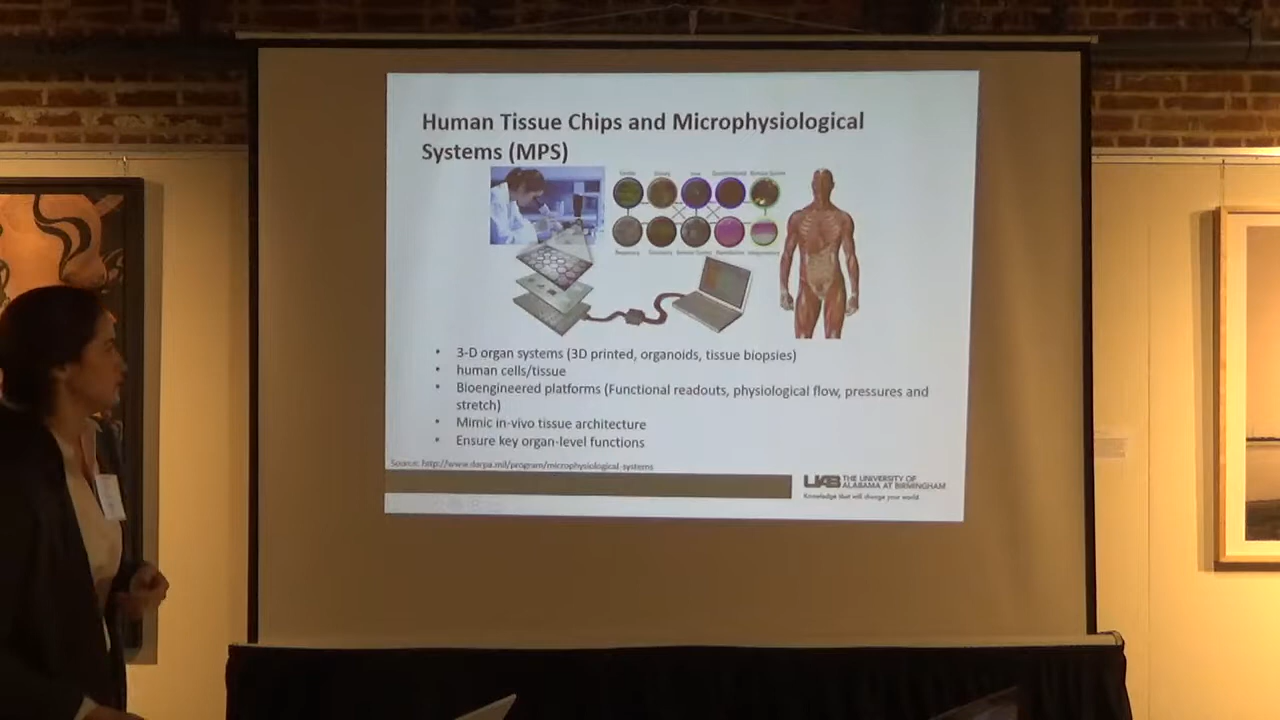 Human Tissue Chips and Microphysiological
Systems (MPS)
• 3-D organ systems (3D printed, organoids, tissue biopsies)
• human cells/tissue
• Bioengineered platforms (Functional readouts, physiological flow, pressures and
stretch)
• Mimic in-vivo tissue architecture
• Ensure key organ-level functions
Source: http://www.darpa.mil/program/microphysiological-systems
UAB THE UNIVERSITY OF
ALABAMA AT BIRMINGHAM
Knowledge that will change your world